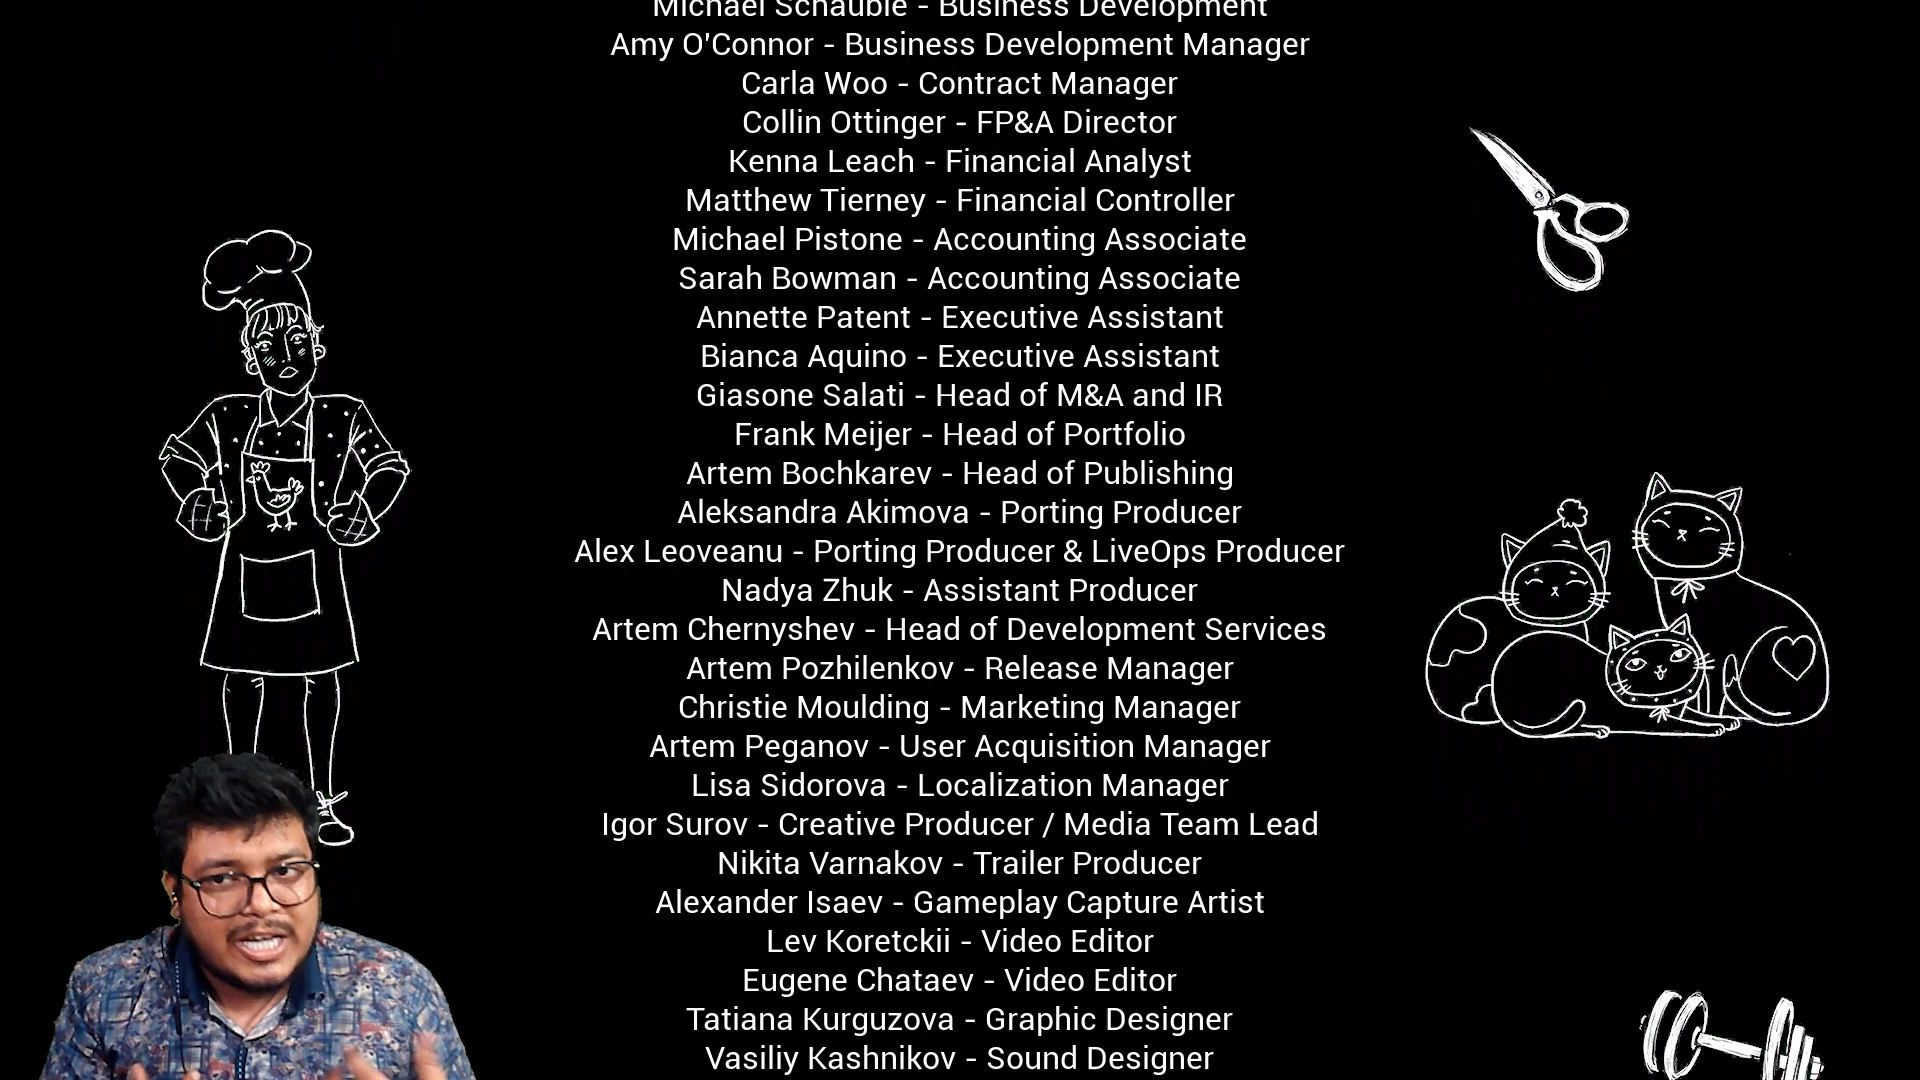 Michael Schauble - Business Development
Amy O'Connor - Business Development Manager
Carla Woo - Contract Manager
Collin Ottinger - FP&A Director
Kenna Leach - Financial Analyst
Matthew Tierney - Financial Controller
Michael Pistone - Accounting Associate
Sarah Bowman - Accounting Associate
Annette Patent - Executive Assistant
Bianca Aquino - Executive Assistant
Giasone Salati - Head of M&A and IR
Frank Meijer - Head of Portfolio
Artem Bochkarev - Head of Publishing
Aleksandra Akimova - Porting Producer
Alex Leoveanu - Porting Producer & LiveOps Producer
Nadya Zhuk - Assistant Producer
Artem Chernyshev - Head of Development Services
Artem Pozhilenkov - Release Manager
Christie Moulding - Marketing Manager
Artem Peganov - User Acquisition Manager
Lisa Sidorova - Localization Manager
Igor Surov - Creative Producer / Media Team Lead
Nikita Varnakov - Trailer Producer
Alexander Isaev - Gameplay Capture Artist
Lev Koretckii - Video Editor
Eugene Chataev - Video Editor
Tatiana Kurguzova - Graphic Designer
Vasiliy Kashnikov - Sound Designer